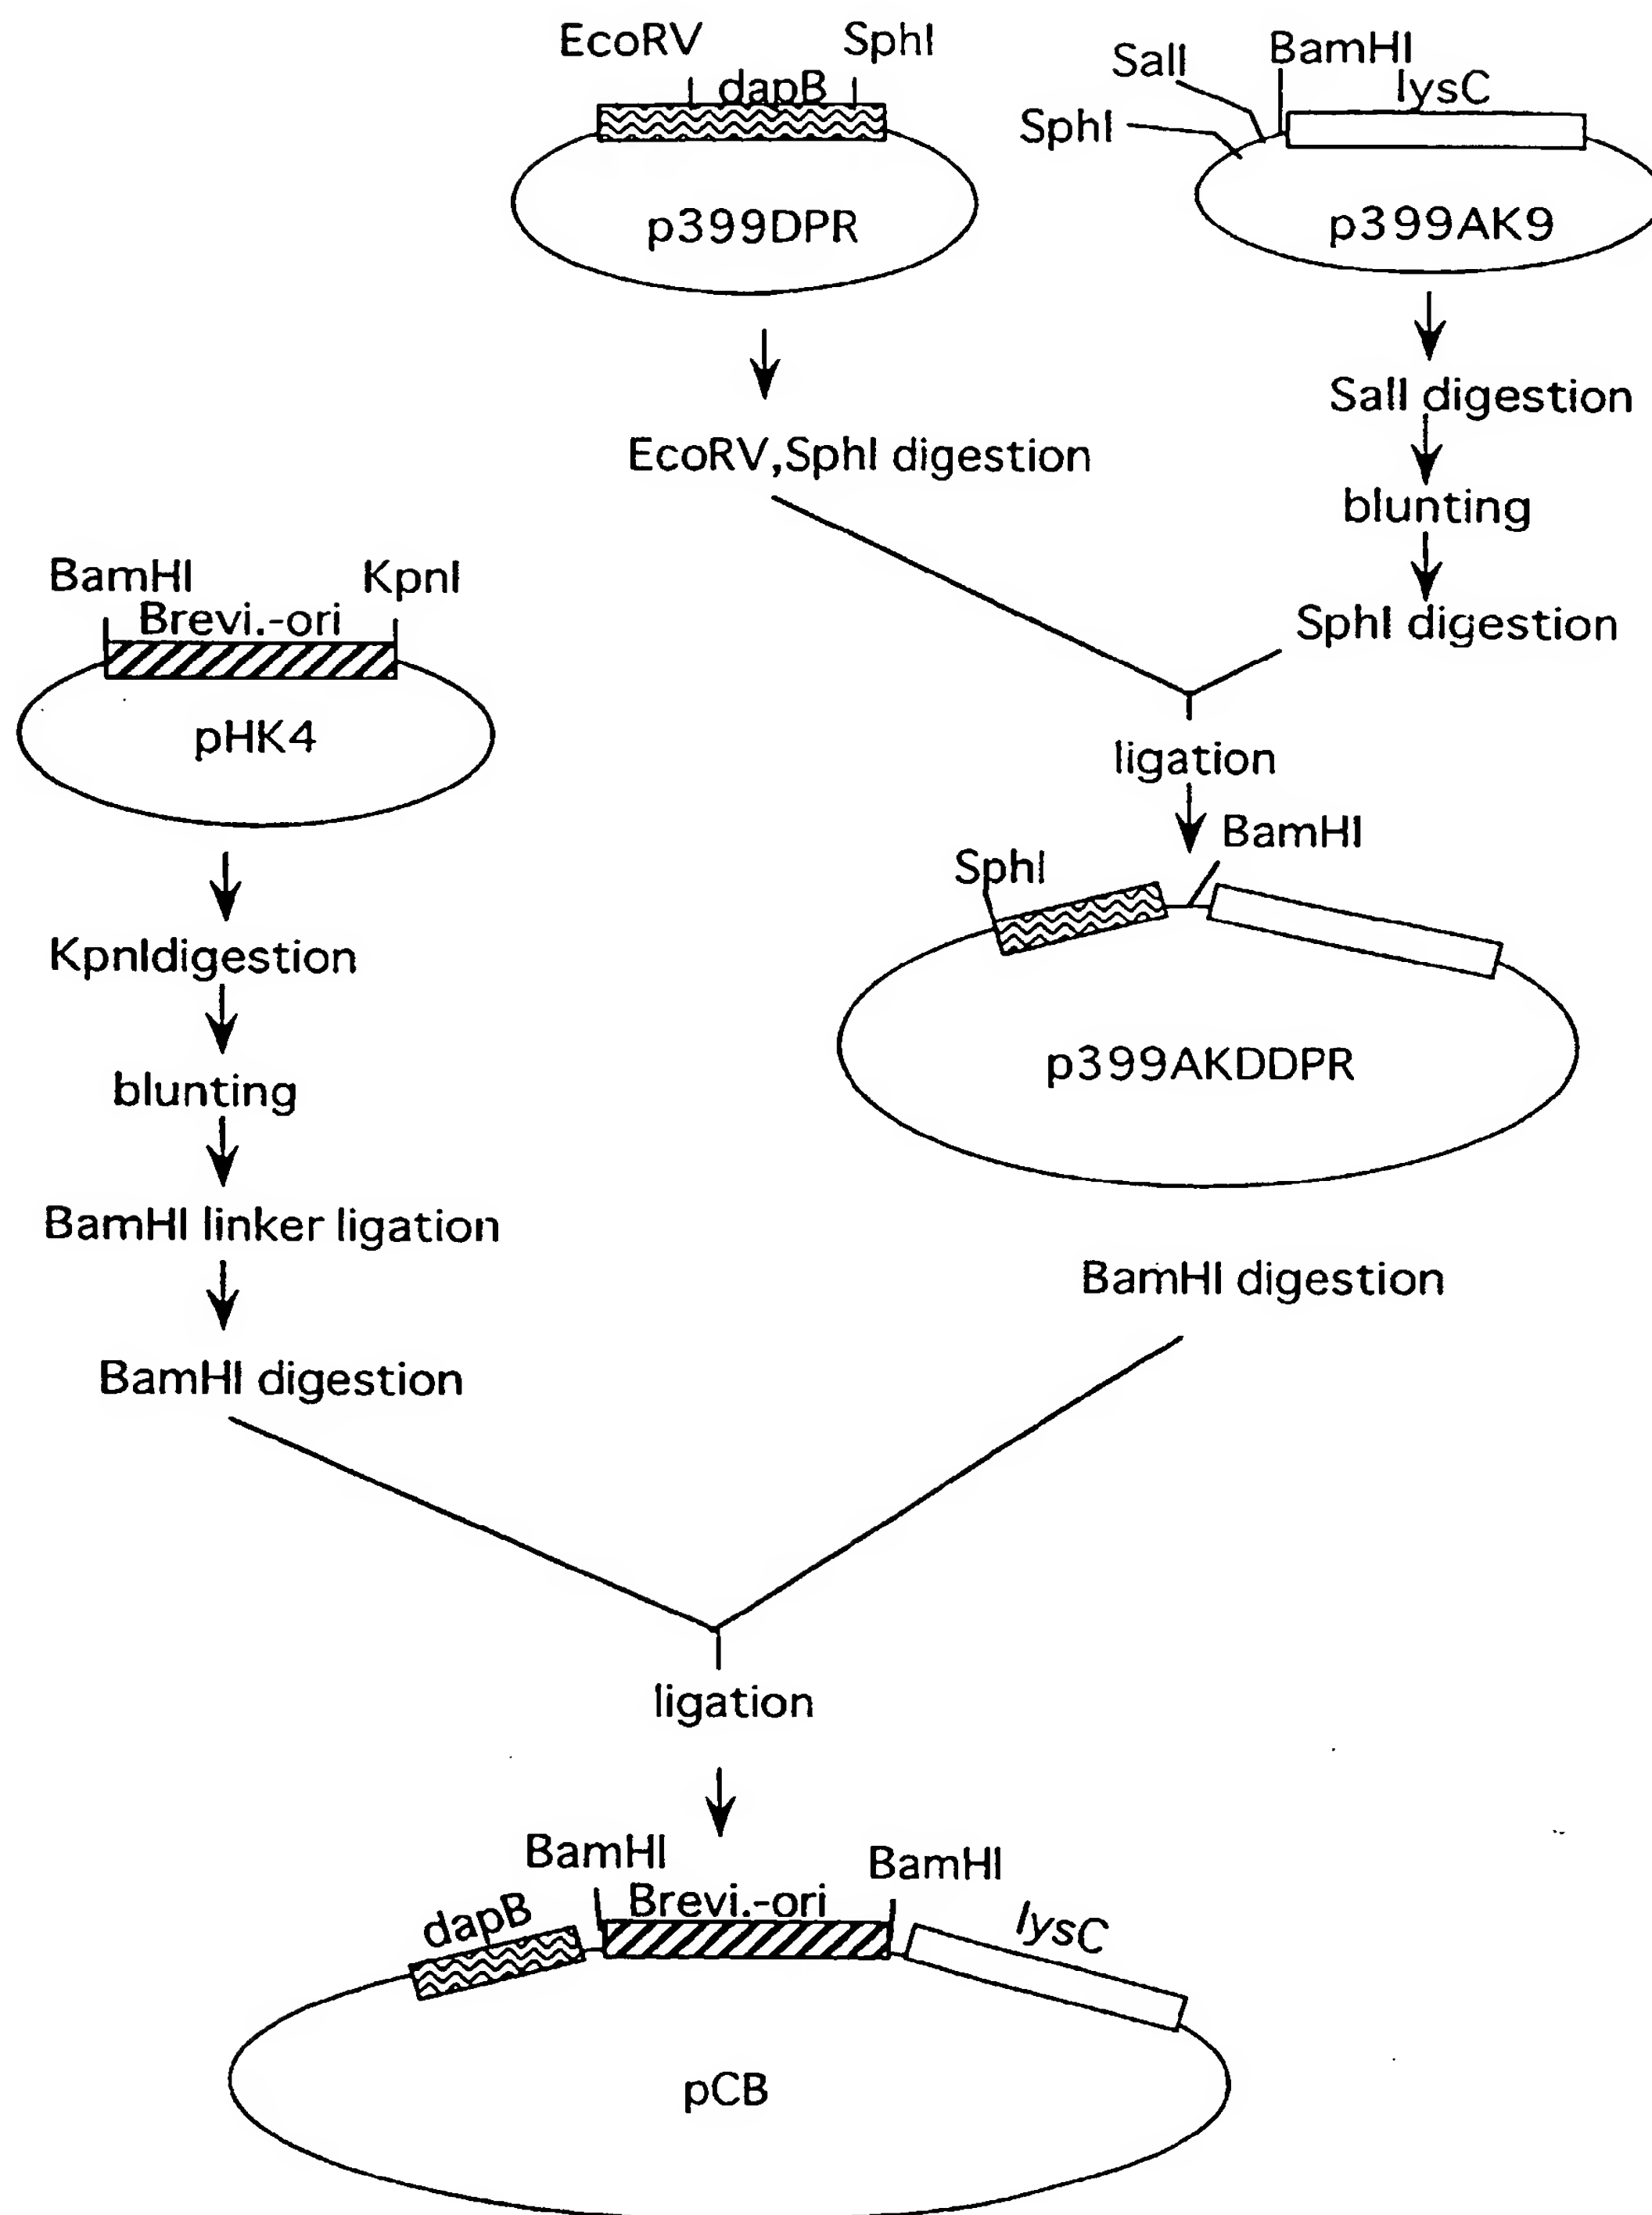 EcoRV SphI
dapB
p399DPR
EcoRV,SphI digestion
SalI BamHI
lysC
SphI
p399AK9
SalI digestion
blunting
SphI digestion
ligation
BamHI KpnI
Brevi.-ori
pHK4
KpnIdigestion
blunting
BamHI linker ligation
BamHI digestion
BamHI
SphI
p399AKDDPR
BamHI digestion
ligation
BamHI BamHI
dapB Brevi.-ori lysC
pCB